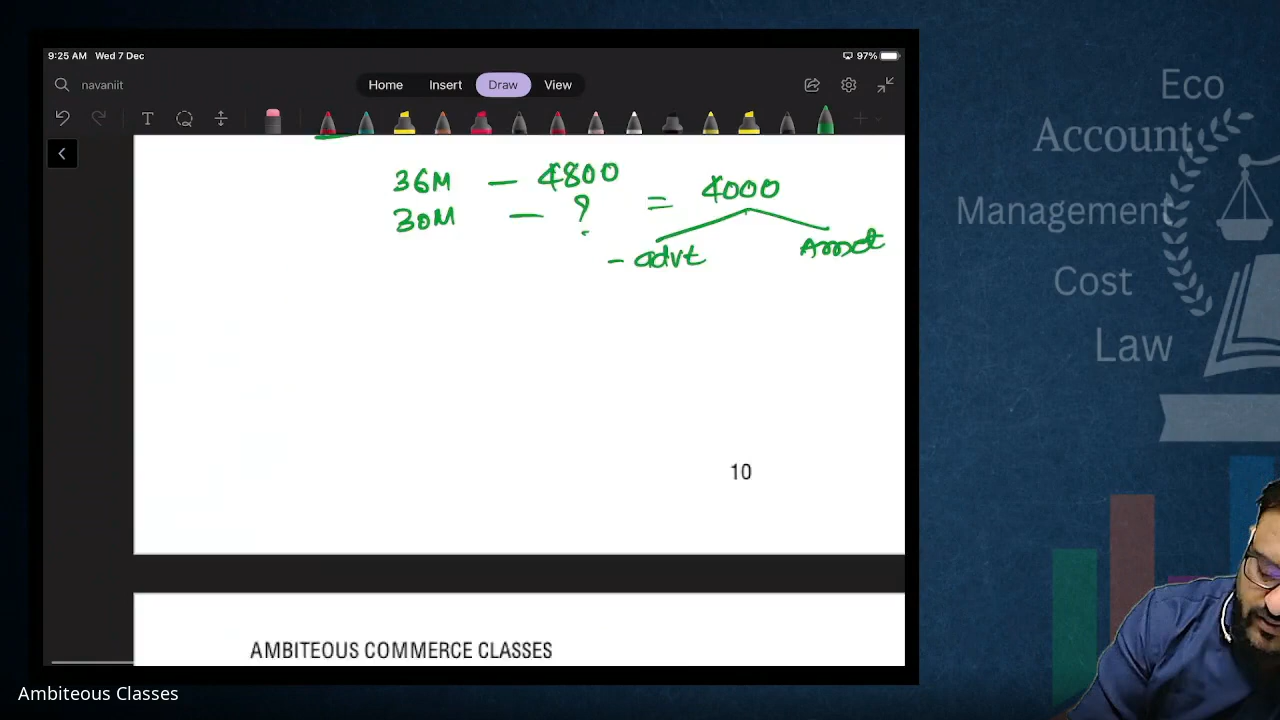 9:25 AM Wed 7 Dec
97%
navaniit
Home Insert Draw View
T
36M — 4800
30M — ? = 4000
- advt Asset
10
AMBITEOUS COMMERCE CLASSES
Ambiteous Classes
Eco
Account
Management
Cost
Law